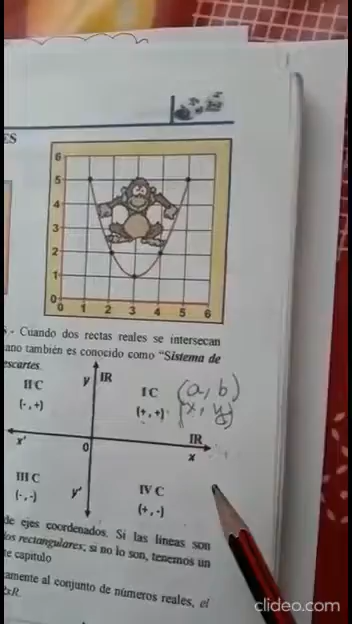 ES
6
5
4
3
2
1
0
0 1 2 3 4 5 6
.- Cuando dos rectas reales se intersecan
ano también es conocido como "Sistema de
escartes.
y IR
II C
(-,+)
I C (a, b)
(+,+) (x, y)
IR
x'
0
x
III C
(-,-)
y'
IV C
(+,-)
de ejes coordenados. Si las líneas son
los rectangulares; si no lo son, tenemos un
te capitulo
camente al conjunto de números reales, el
clideo.com